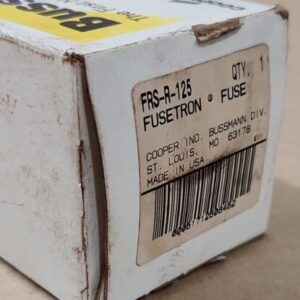 BUSS
FRS-R-125 QTY. 1
FUSETRON ® FUSE
COOPER IND. BUSSMANN DIV.
ST. LOUIS, MO 63178
MADE IN USA